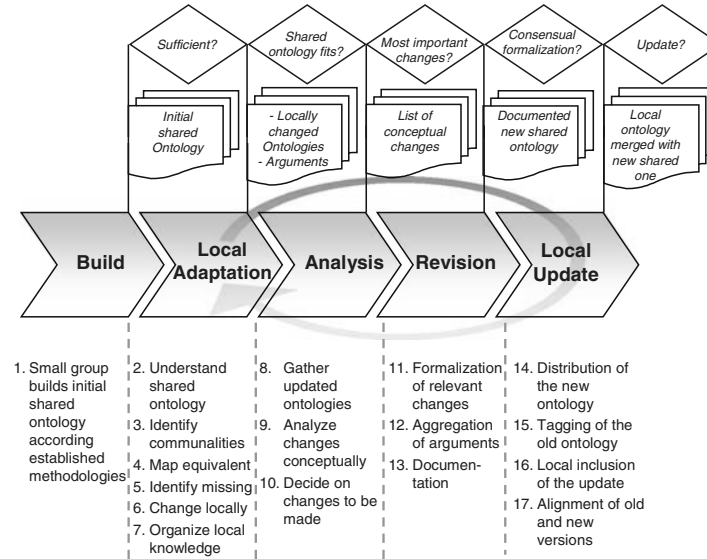 Sufficient?
Shared
ontology fits?
Most important
changes?
Consensual
formalization?
Update?
Initial
shared
Ontology
- Locally
changed
Ontologies
- Arguments
List of
conceptual
changes
Documented
new shared
ontology
Local
ontology
merged with
new shared
one
Build
Local
Adaptation
Analysis
Revision
Local
Update
1. Small group
builds initial
shared
ontology
according
established
methodologies
2. Understand
shared
ontology
3. Identify
communalities
4. Map equivalent
5. Identify missing
6. Change locally
7. Organize local
knowledge
8. Gather
updated
ontologies
9. Analyze
changes
conceptually
10. Decide on
changes to be
made
11. Formalization
of relevant
changes
12. Aggregation
of arguments
13. Documen-
tation
14. Distribution of
the new
ontology
15. Tagging of the
old ontology
16. Local inclusion
of the update
17. Alignment of old
and new
versions